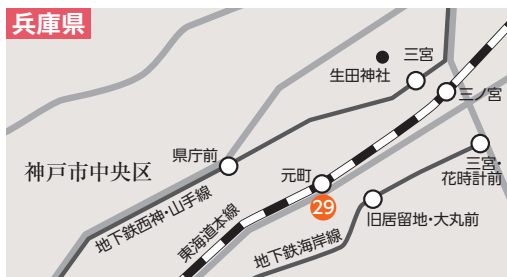 兵庫県
三宮
生田神社
三ノ宮
県庁前
神戸市中央区
三宮・
花時計前
元町
29
旧居留地・大丸前
地下鉄西神・山手線
東海道本線
地下鉄海岸線